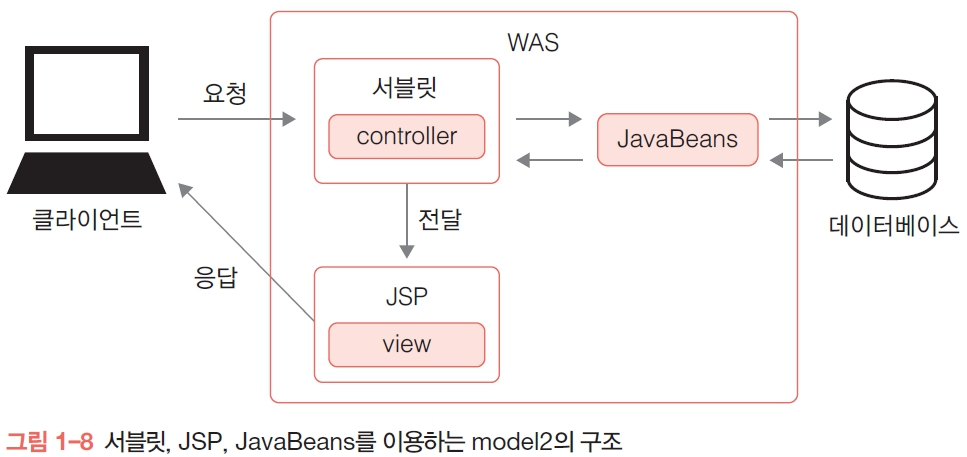 WAS
서블릿
요청
controller
JavaBeans
클라이언트
전달
데이터베이스
응답
JSP
view
그림 1-8 서블릿, JSP, JavaBeans를 이용하는 model2의 구조